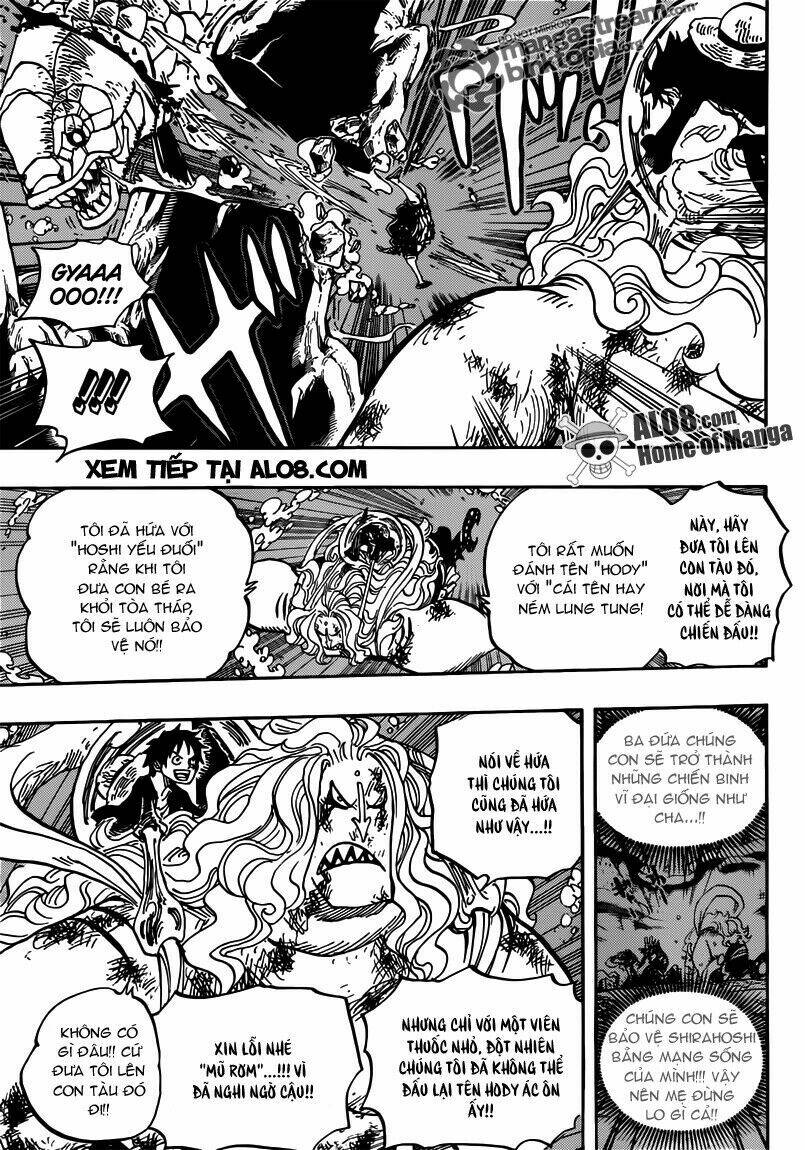 DO NOT MIRROR
mangastream.com
binktopia.org
GYAAA
OOO!!!
!!!!
ALO8.com
Home of Manga
XEM TIẾP TẠI ALO8.COM
NÀY, HÃY
ĐƯA TÔI LÊN
CON TÀU ĐÓ,
NƠI MÀ TÔI
CÓ THỂ DỄ DÀNG
CHIẾN ĐẤU!!
TÔI RẤT MUỐN
ĐÁNH TÊN "HODY"
VỚI "CÁI TÊN HAY
NÉM LUNG TUNG!
TÔI ĐÃ HỨA VỚI
"HOSHI YẾU ĐUỐI"
RẰNG KHI TÔI
ĐƯA CON BÉ RA
KHỎI TÒA THÁP,
TÔI SẼ LUÔN BẢO
VỆ NÓ!!
BA ĐỨA CHÚNG
CON SẼ TRỞ THÀNH
NHỮNG CHIẾN BINH
VĨ ĐẠI GIỐNG NHƯ
CHA...!!
CHÚNG CON SẼ
BẢO VỆ SHIRAHOSHI
BẰNG MẠNG SỐNG
CỦA MÌNH!!! VẬY
NÊN MẸ ĐỪNG
LO GÌ CẢ!!
NÓI VỀ HỨA
THÌ CHÚNG TÔI
CŨNG ĐÃ HỨA
NHƯ VẬY...!!
NHƯNG CHỈ VỚI MỘT VIÊN
THUỐC NHỎ, ĐỘT NHIÊN
CHÚNG TÔI ĐÃ KHÔNG THỂ
ĐẤU LẠI TÊN HODY ÁC ÔN
ẤY!!
XIN LỖI NHÉ
"MŨ RƠM"...!!! VÌ
ĐÃ NGHI NGỜ CẬU!!
KHÔNG CÓ
GÌ ĐÂU!! CỨ
ĐƯA TÔI LÊN
CON TÀU ĐÓ
ĐI!!